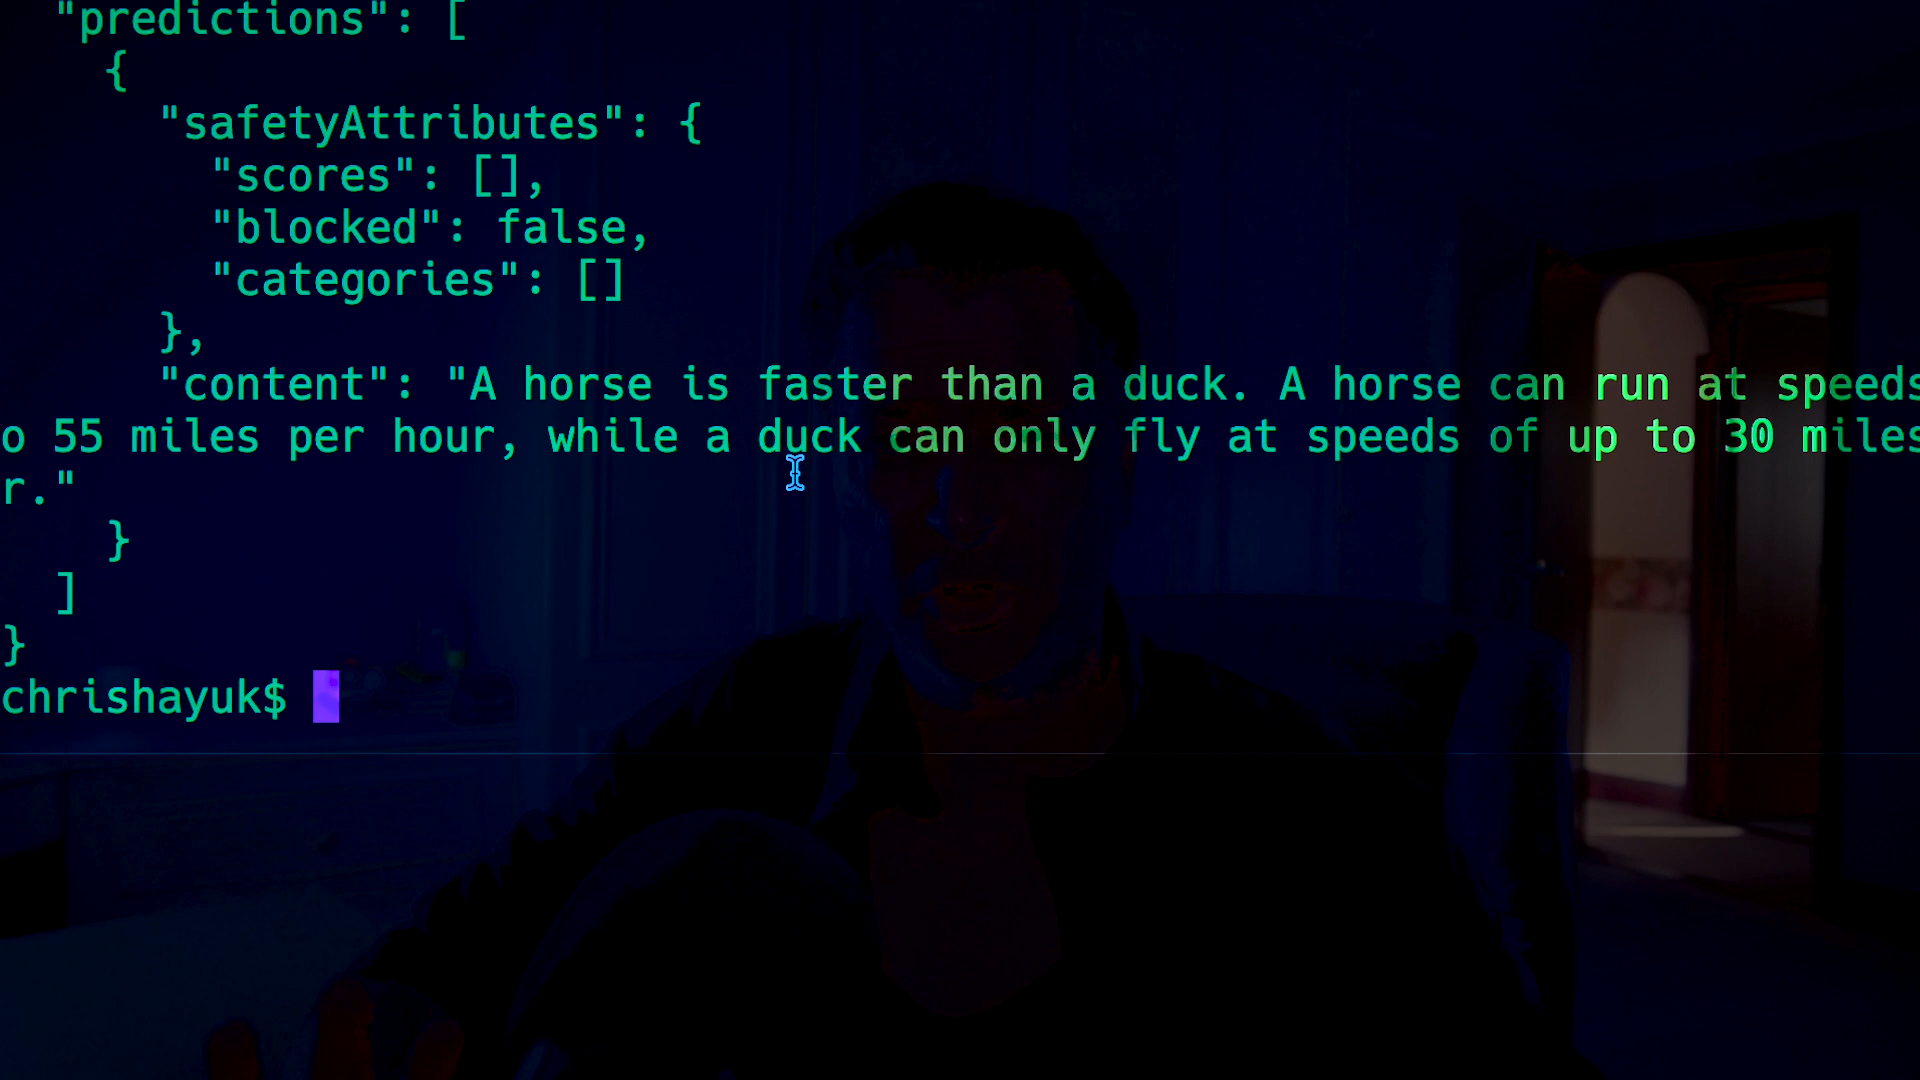 "predictions": [
{
"safetyAttributes": {
"scores": [],
"blocked": false,
"categories": []
},
"content": "A horse is faster than a duck. A horse can run at speeds
o 55 miles per hour, while a duck can only fly at speeds of up to 30 miles
r."
}
]
}
chrishayuk$